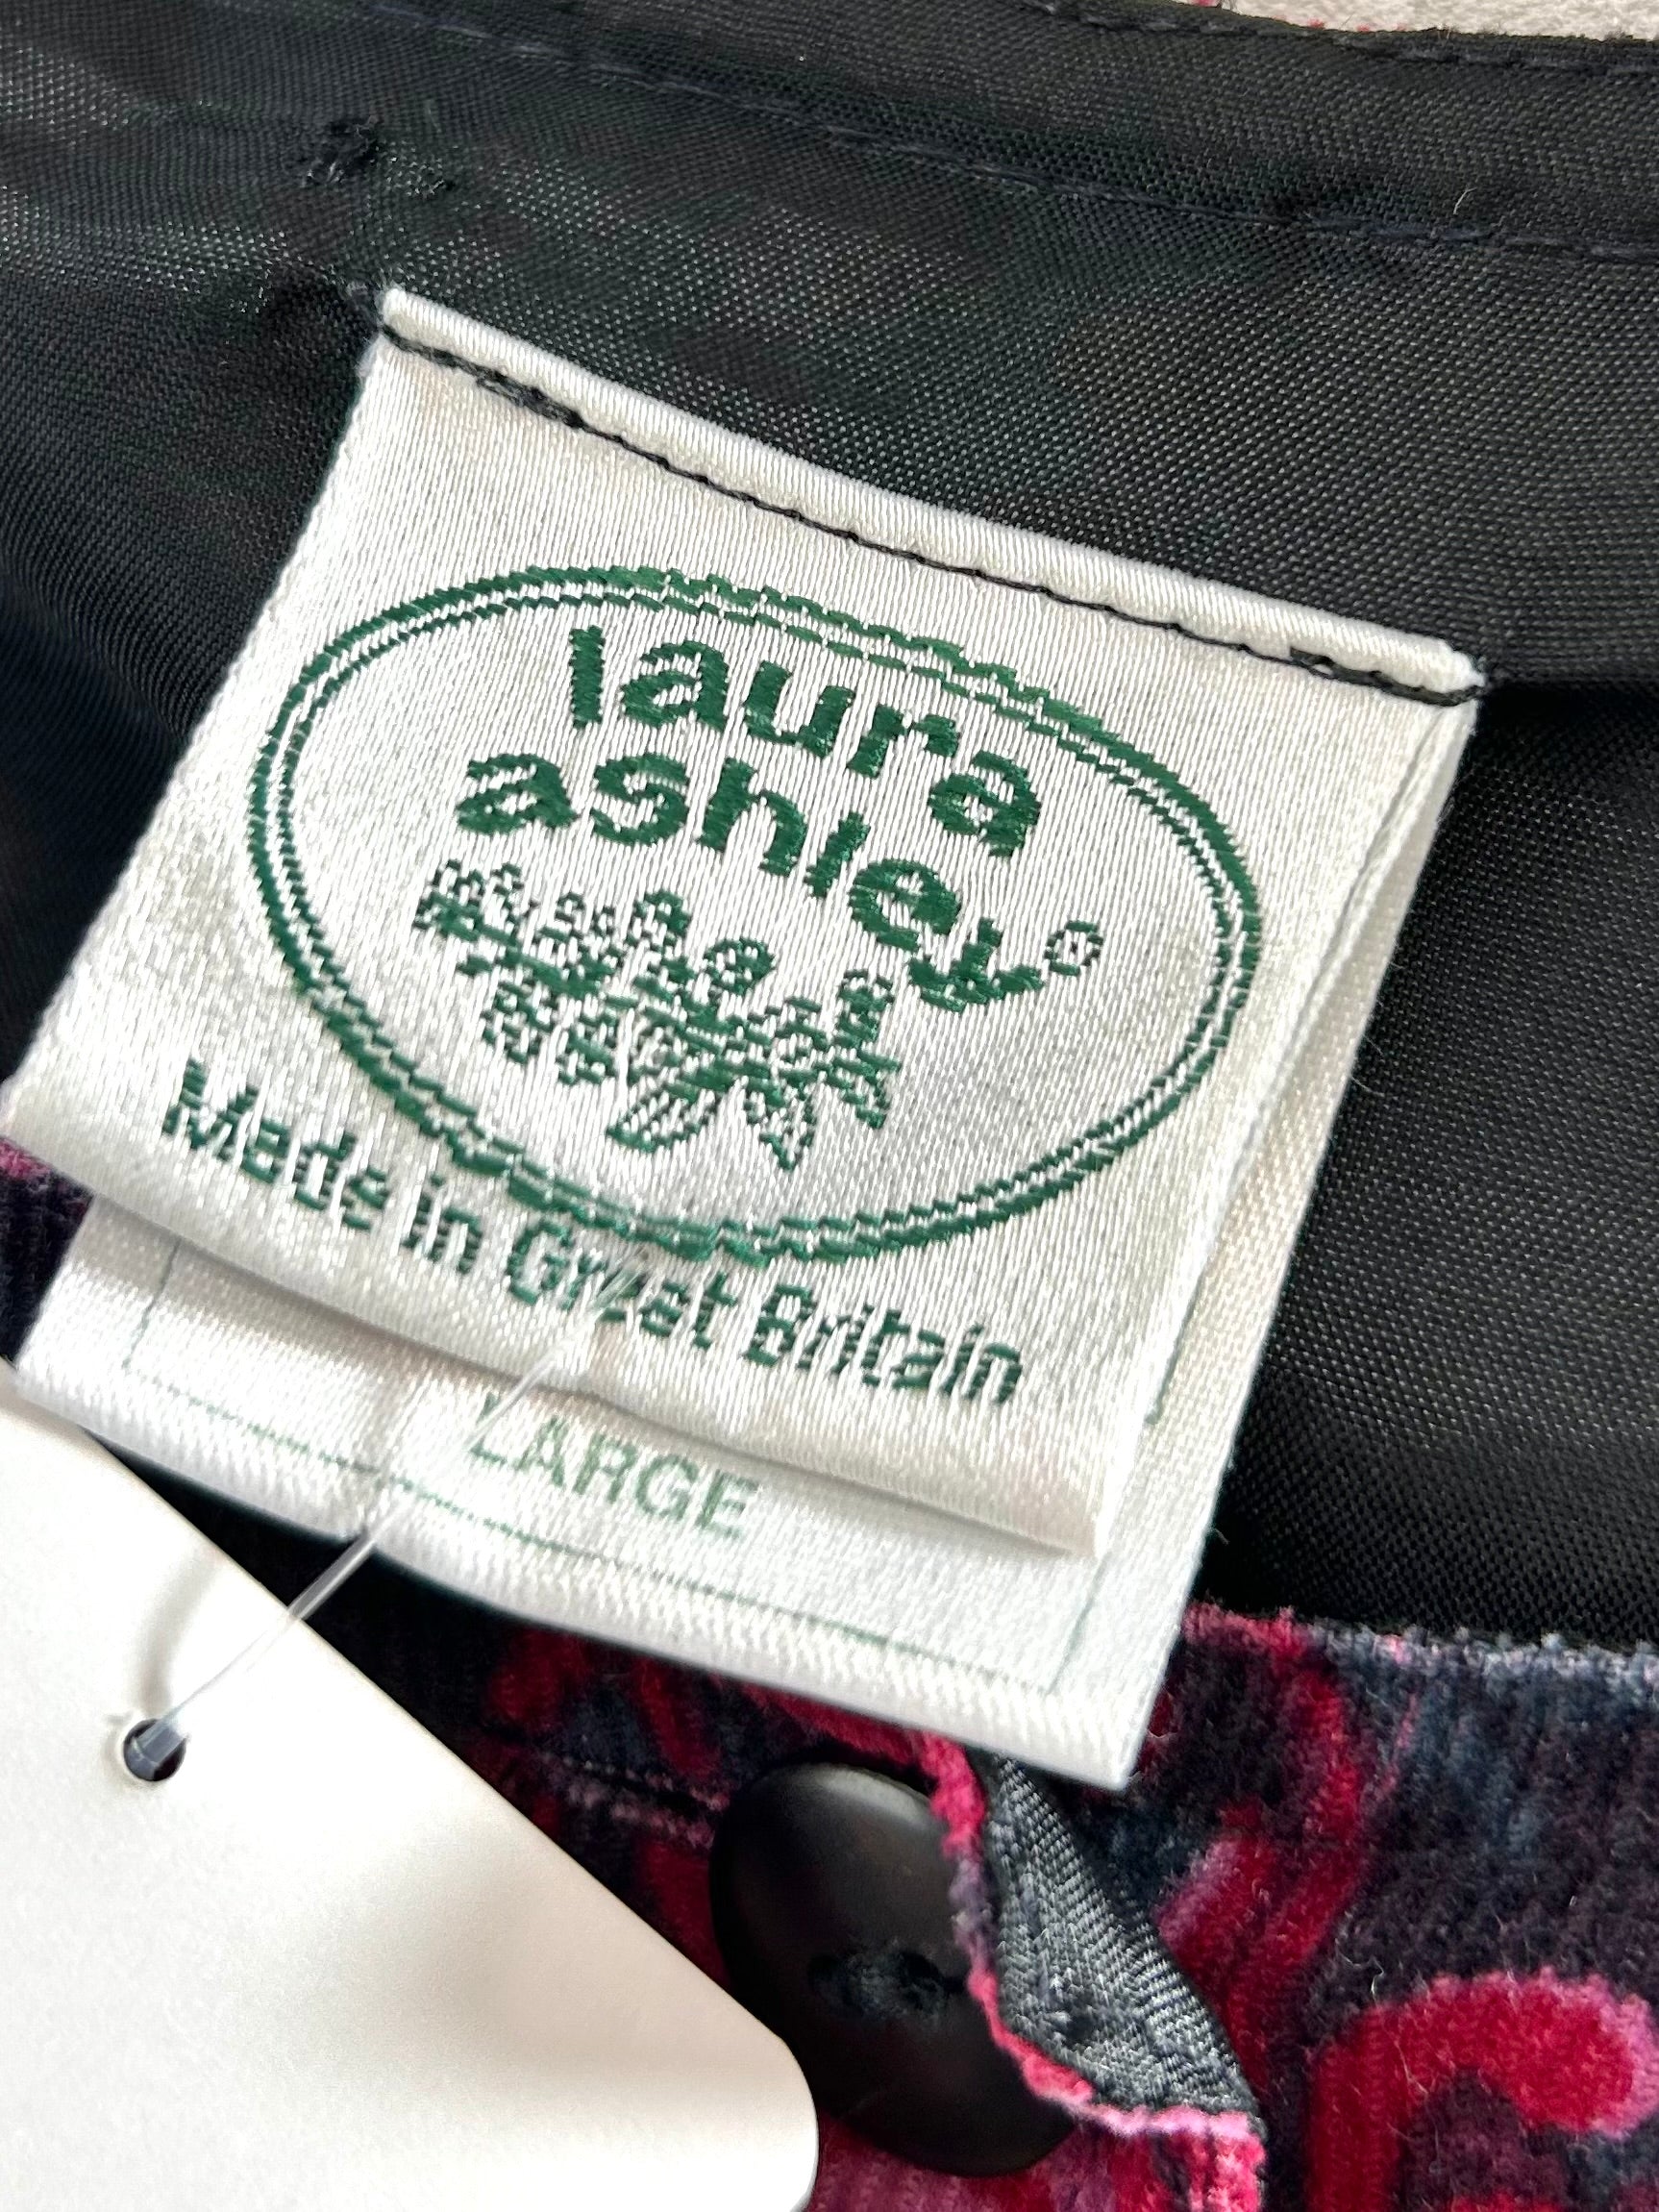 laura
ashley®
Made in Great Britain
LARGE